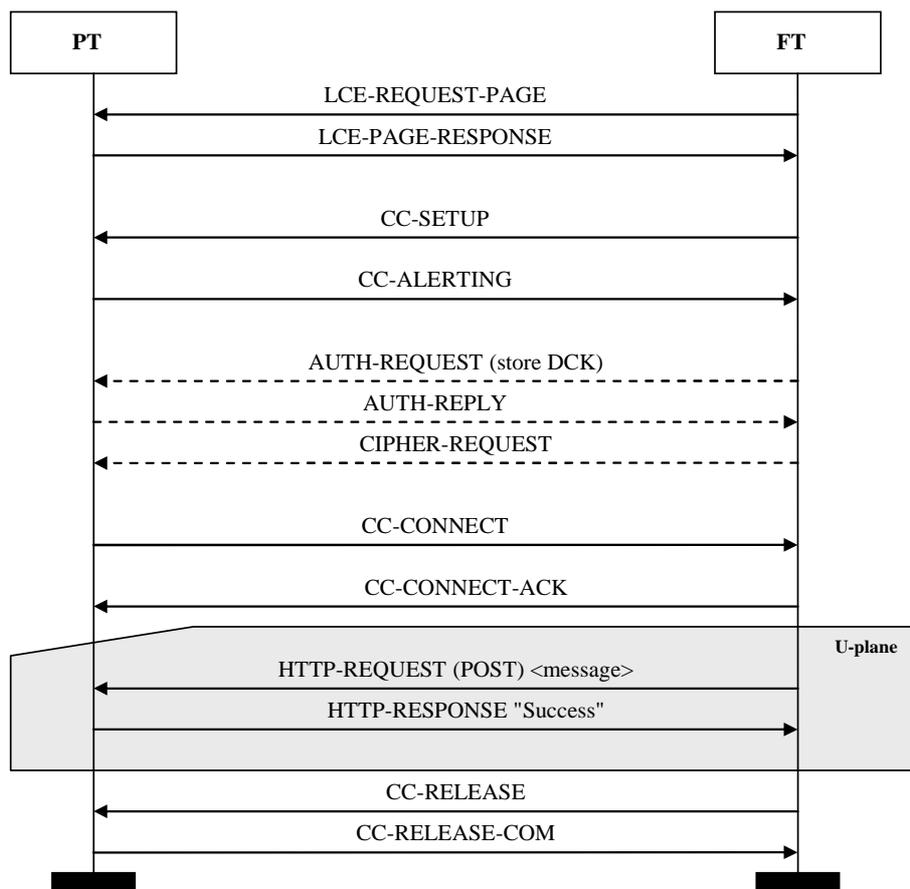 PT
FT
LCE-REQUEST-PAGE
LCE-PAGE-RESPONSE
CC-SETUP
CC-ALERTING
AUTH-REQUEST (store DCK)
AUTH-REPLY
CIPHER-REQUEST
CC-CONNECT
CC-CONNECT-ACK
U-plane
HTTP-REQUEST (POST) <message>
HTTP-RESPONSE "Success"
CC-RELEASE
CC-RELEASE-COM